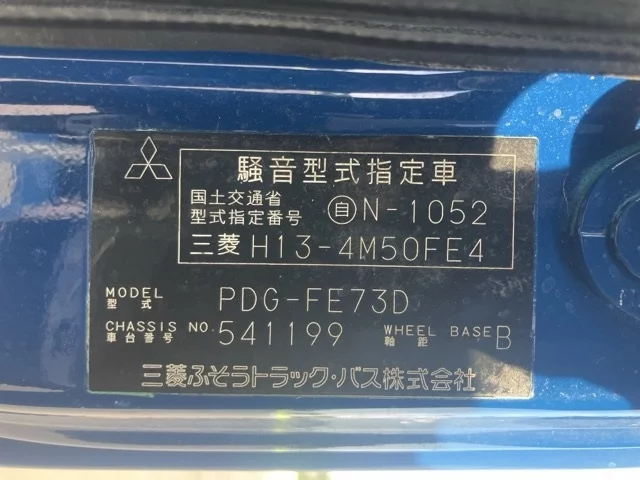 騒音型式指定車
国土交通省
型式指定番号 自N-1052
三菱 H13-4M50FE4
MODEL
型式 PDG-FE73D
CHASSIS NO. 541199 WHEEL BASE B
車台番号 軸距
三菱ふそうトラック・バス株式会社